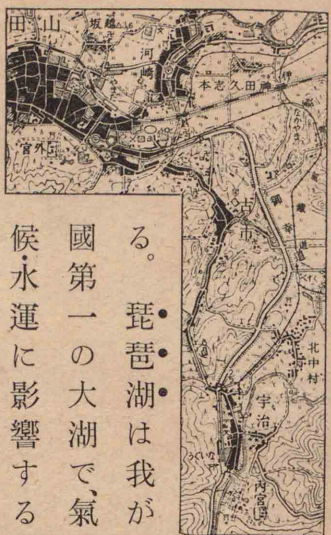 る。琵琶湖は我が
國第一の大湖で、氣
候・水運に影響する
山田
越坂
河崎
神田久志本
外宮
古市
北中村
宇治
内宮